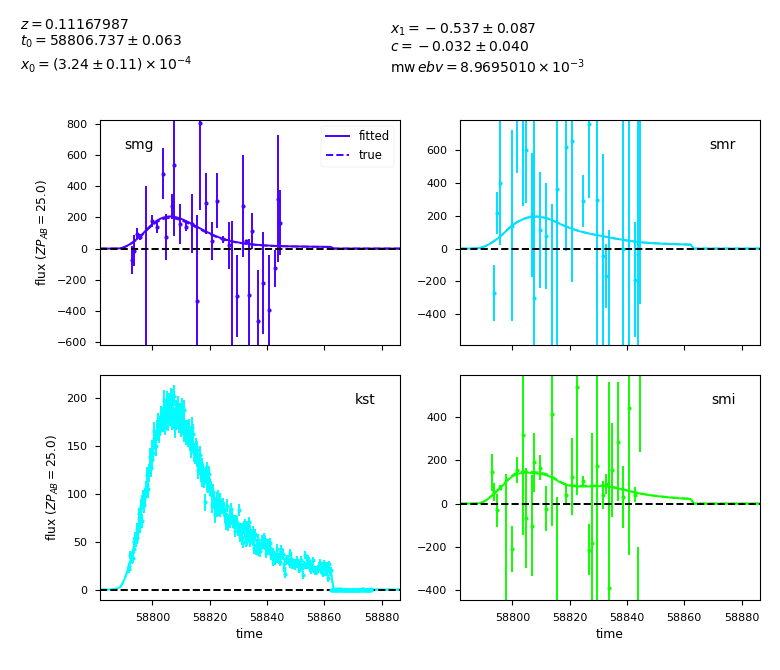 z = 0.11167987
t₀ = 58806.737 ± 0.063
x₀ = (3.24 ± 0.11) × 10⁻⁴
x₁ = −0.537 ± 0.087
c = −0.032 ± 0.040
mw ebv = 8.9695010 × 10⁻³
smg
fitted
true
800
600
400
200
0
−200
−400
−600
flux (ZP_AB = 25.0)
smr
600
400
200
0
−200
−400
kst
200
150
100
50
0
flux (ZP_AB = 25.0)
58800
58820
58840
58860
58880
time
smi
400
200
0
−200
−400
58800
58820
58840
58860
58880
time